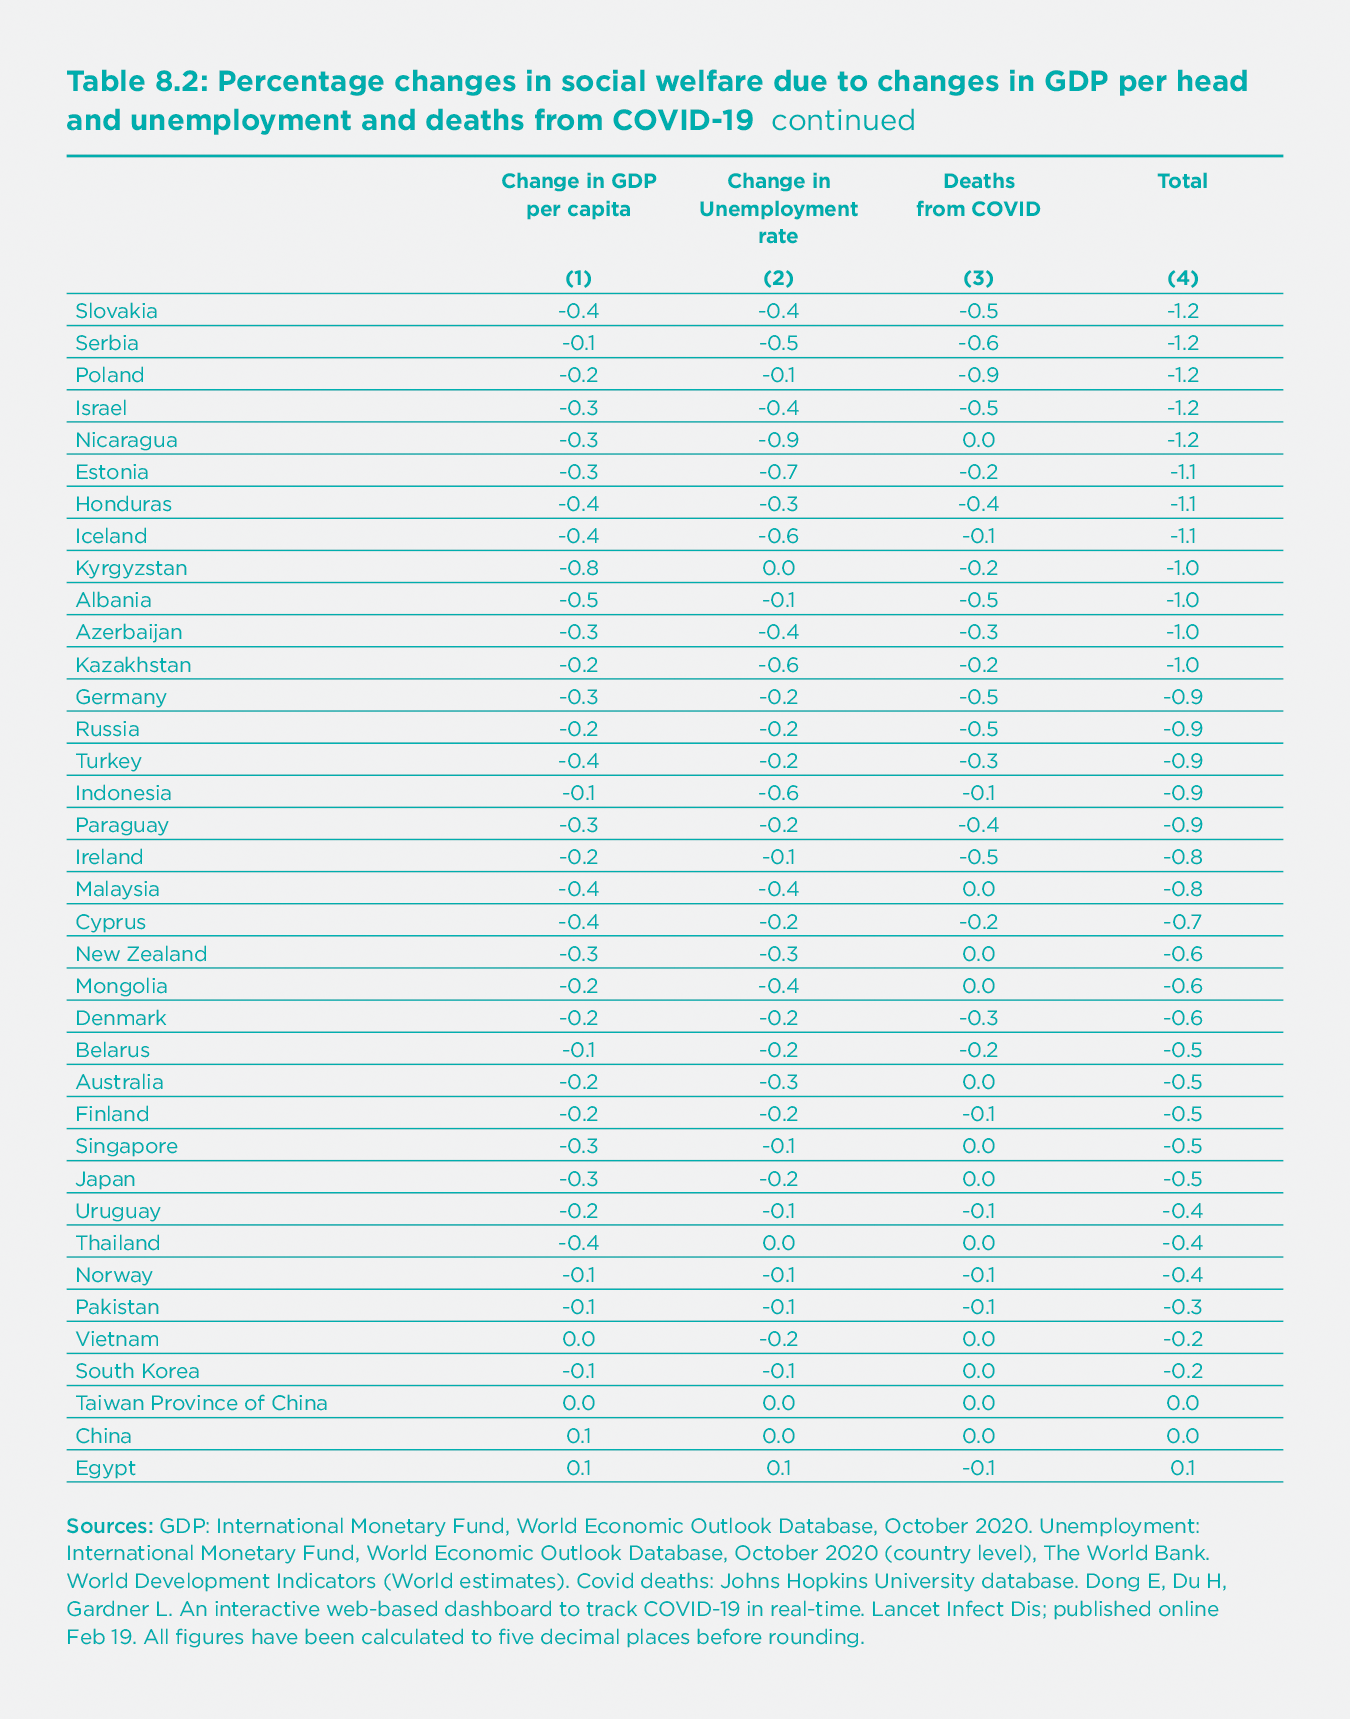 Table 8.2: Percentage changes in social welfare due to changes in GDP per head
and unemployment and deaths from COVID-19 continued
Change in GDP Change in Deaths Total
per capita Unemployment from COVID
rate
(1) (2) (3) (4)
Slovakia -0.4 -0.4 -0.5 -1.2
Serbia -0.1 -0.5 -0.6 -1.2
Poland -0.2 -0.1 -0.9 -1.2
Israel -0.3 -0.4 -0.5 -1.2
Nicaragua -0.3 -0.9 0.0 -1.2
Estonia -0.3 -0.7 -0.2 -1.1
Honduras -0.4 -0.3 -0.4 -1.1
Iceland -0.4 -0.6 -0.1 -1.1
Kyrgyzstan -0.8 0.0 -0.2 -1.0
Albania -0.5 -0.1 -0.5 -1.0
Azerbaijan -0.3 -0.4 -0.3 -1.0
Kazakhstan -0.2 -0.6 -0.2 -1.0
Germany -0.3 -0.2 -0.5 -0.9
Russia -0.2 -0.2 -0.5 -0.9
Turkey -0.4 -0.2 -0.3 -0.9
Indonesia -0.1 -0.6 -0.1 -0.9
Paraguay -0.3 -0.2 -0.4 -0.9
Ireland -0.2 -0.1 -0.5 -0.8
Malaysia -0.4 -0.4 0.0 -0.8
Cyprus -0.4 -0.2 -0.2 -0.7
New Zealand -0.3 -0.3 0.0 -0.6
Mongolia -0.2 -0.4 0.0 -0.6
Denmark -0.2 -0.2 -0.3 -0.6
Belarus -0.1 -0.2 -0.2 -0.5
Australia -0.2 -0.3 0.0 -0.5
Finland -0.2 -0.2 -0.1 -0.5
Singapore -0.3 -0.1 0.0 -0.5
Japan -0.3 -0.2 0.0 -0.5
Uruguay -0.2 -0.1 -0.1 -0.4
Thailand -0.4 0.0 0.0 -0.4
Norway -0.1 -0.1 -0.1 -0.4
Pakistan -0.1 -0.1 -0.1 -0.3
Vietnam 0.0 -0.2 0.0 -0.2
South Korea -0.1 -0.1 0.0 -0.2
Taiwan Province of China 0.0 0.0 0.0 0.0
China 0.1 0.0 0.0 0.0
Egypt 0.1 0.1 -0.1 0.1
Sources: GDP: International Monetary Fund, World Economic Outlook Database, October 2020. Unemployment:
International Monetary Fund, World Economic Outlook Database, October 2020 (country level), The World Bank.
World Development Indicators (World estimates). Covid deaths: Johns Hopkins University database. Dong E, Du H,
Gardner L. An interactive web-based dashboard to track COVID-19 in real-time. Lancet Infect Dis; published online
Feb 19. All figures have been calculated to five decimal places before rounding.